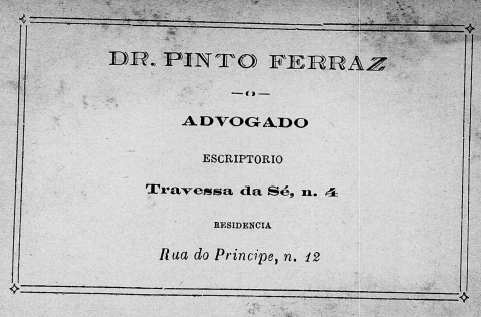 DR. PINTO FERRAZ
ADVOGADO
ESCRIPTORIO
Travessa da Sé, n. 4
RESIDENCIA
Rua do Principe, n. 12